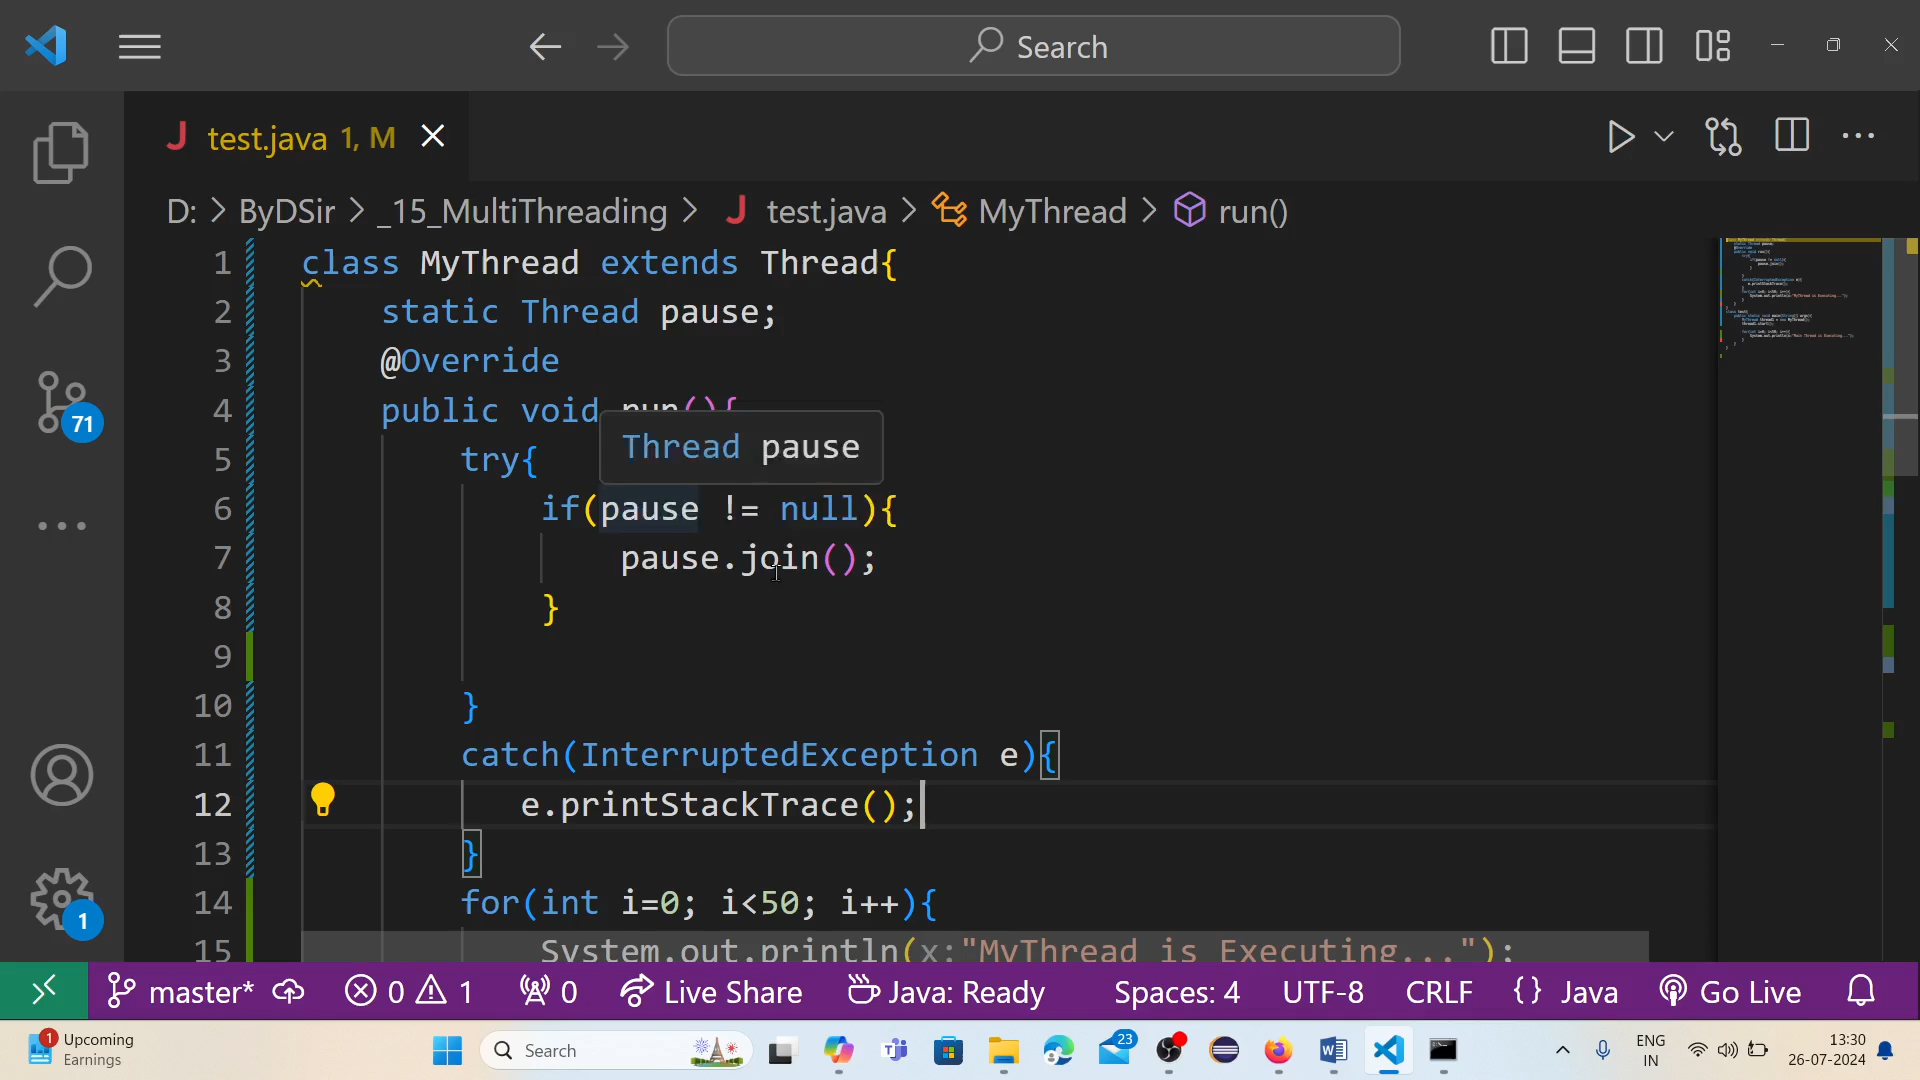 Search
test.java 1, M
D: > ByDSir > _15_MultiThreading > J test.java > MyThread > run()
1 class MyThread extends Thread{
2 static Thread pause;
3 @Override
4 public void run(){
Thread pause
5 try{
6 if(pause != null){
7 pause.join();
8 }
9
10 }
11 catch(InterruptedException e){
12 e.printStackTrace();
13 }
14 for(int i=0; i<50; i++){
15 System.out.println(x:"MyThread is Executing...");
71
1
master* 0 1 0 Live Share Java: Ready Spaces: 4 UTF-8 CRLF {} Java Go Live
1 Upcoming
Earnings
Search
23
ENG
IN
13:30
26-07-2024